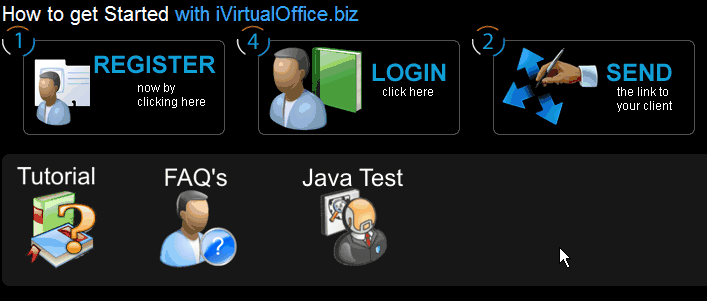 How to get Started with iVirtualOffice.biz
1
REGISTER
now by
clicking here
4
LOGIN
click here
2
SEND
the link to
your client
Tutorial
?
FAQ's
?
Java Test